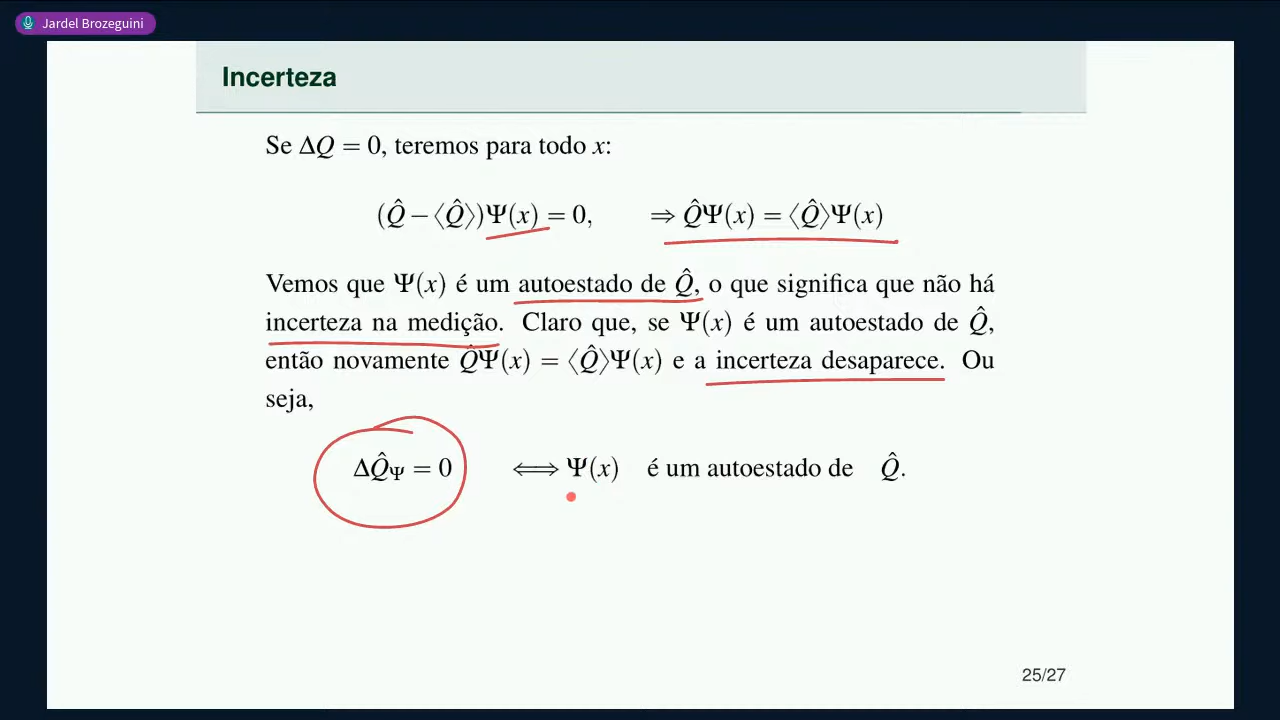 Jardel Brozeguini
Incerteza
Se ΔQ = 0, teremos para todo x:
(Q̂ − ⟨Q̂⟩)Ψ(x) = 0, ⇒ Q̂Ψ(x) = ⟨Q̂⟩Ψ(x)
Vemos que Ψ(x) é um autoestado de Q̂, o que significa que não há
incerteza na medição. Claro que, se Ψ(x) é um autoestado de Q̂,
então novamente Q̂Ψ(x) = ⟨Q̂⟩Ψ(x) e a incerteza desaparece. Ou
seja,
ΔQ̂_Ψ = 0 ⟺ Ψ(x) é um autoestado de Q̂.
25/27